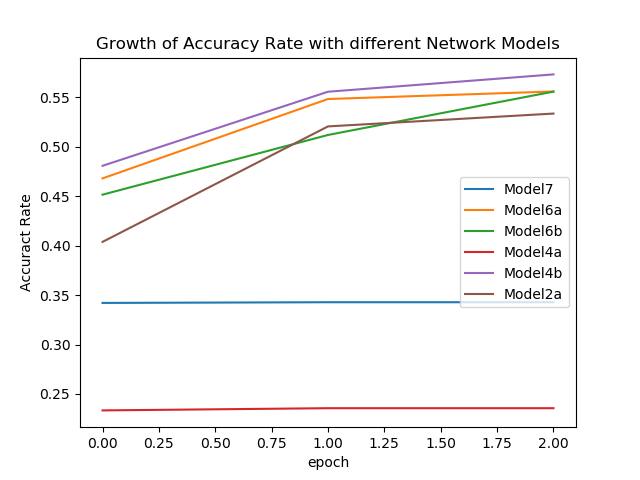 Growth of Accuracy Rate with different Network Models
Accuract Rate
0.55
0.50
0.45
0.40
0.35
0.30
0.25
Model7
Model6a
Model6b
Model4a
Model4b
Model2a
0.00 0.25 0.50 0.75 1.00 1.25 1.50 1.75 2.00
epoch